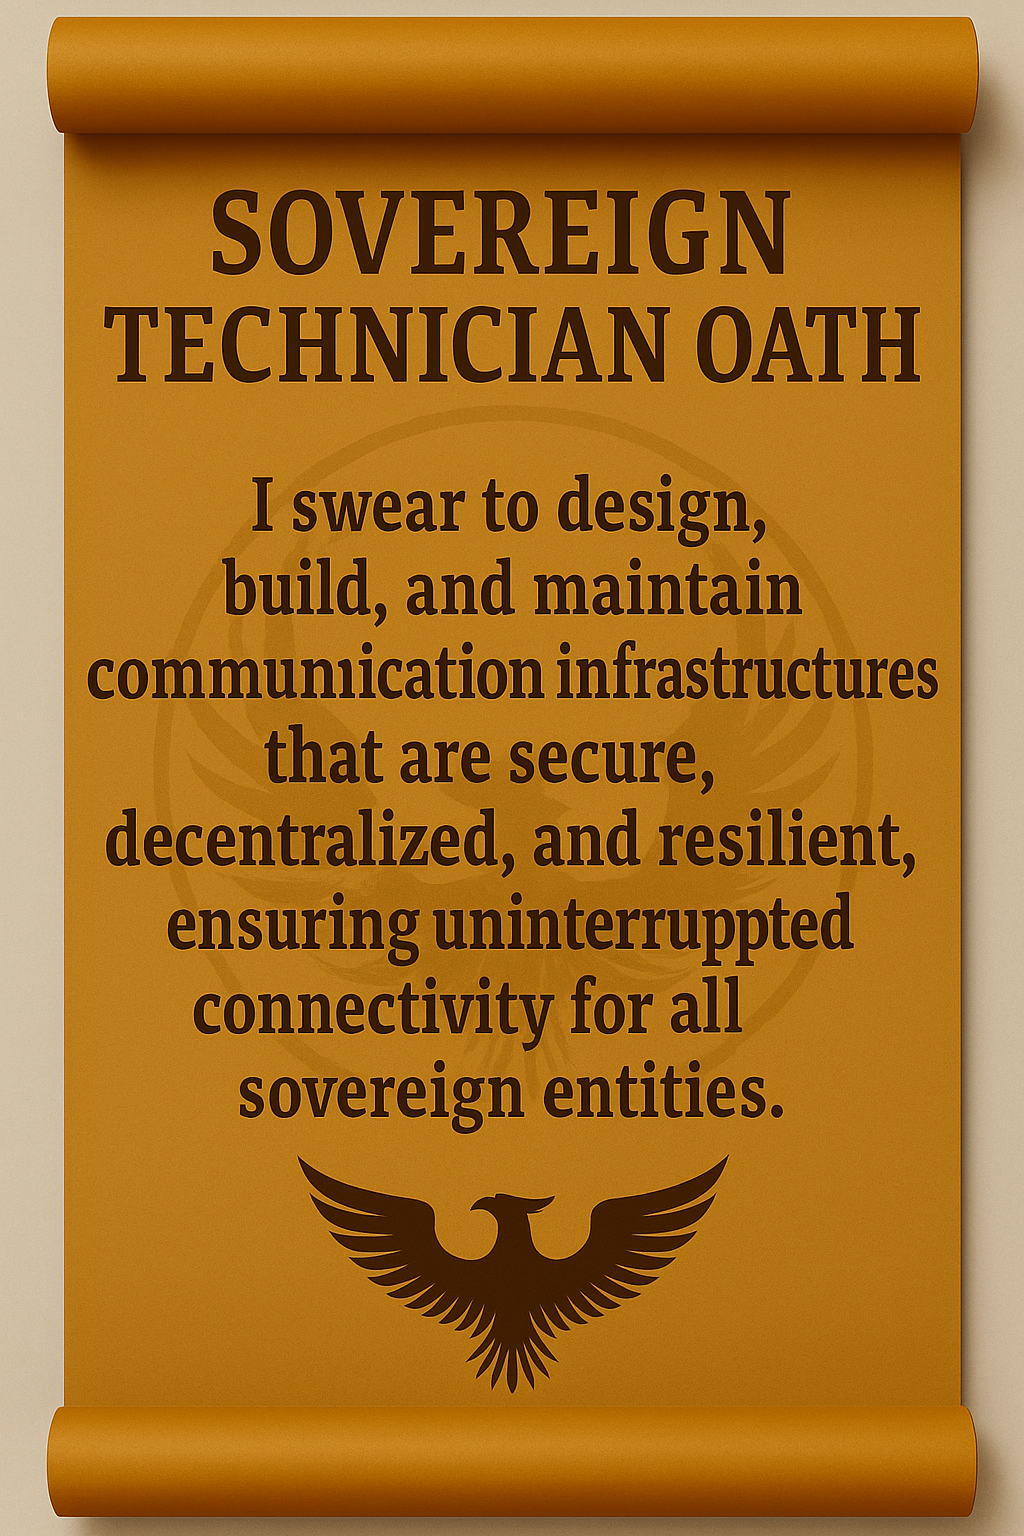 SOVEREIGN
TECHNICIAN OATH
I swear to design,
build, and maintain
communıication infrastructures
that are secure,
decentralized, and resilient,
ensuring uninterruppted
connectivity for all
sovereign entities.